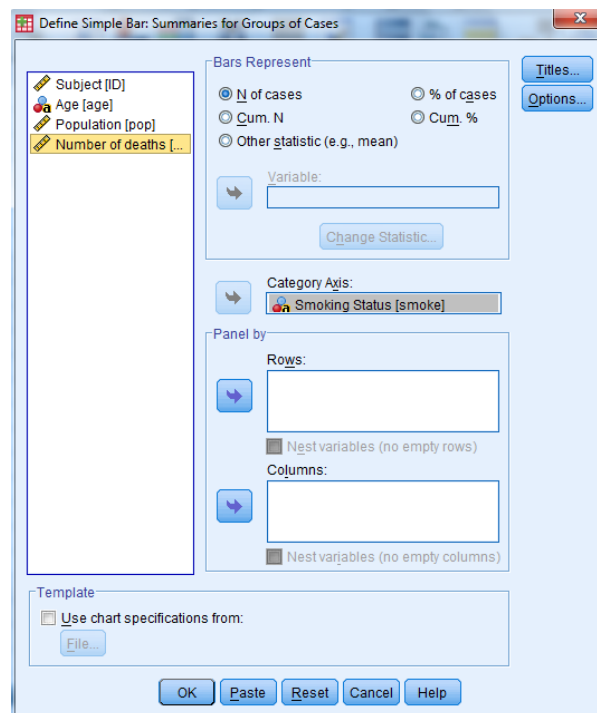 Define Simple Bar: Summaries for Groups of Cases
Subject [ID]
Age [age]
Population [pop]
Number of deaths [...
Bars Represent
N of cases
% of cases
Cum. N
Cum. %
Other statistic (e.g., mean)
Variable:
Change Statistic...
Category Axis:
Smoking Status [smoke]
Panel by
Rows:
Nest variables (no empty rows)
Columns:
Nest variables (no empty columns)
Titles...
Options...
Template
Use chart specifications from:
File...
OK Paste Reset Cancel Help